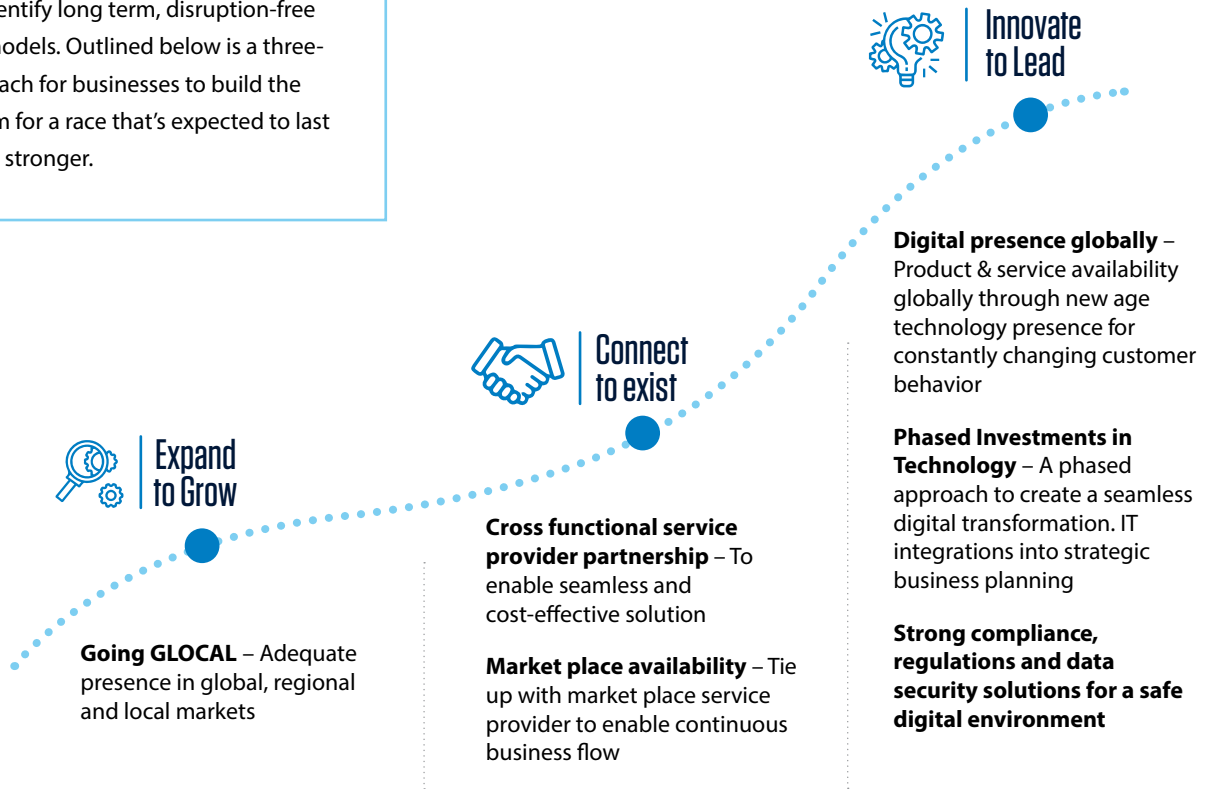 entify long term, disruption-free
odels. Outlined below is a three-
ach for businesses to build the
m for a race that's expected to last
stronger.
Innovate
to Lead
Digital presence globally –
Product & service availability
globally through new age
technology presence for
constantly changing customer
behavior
Phased Investments in
Technology – A phased
approach to create a seamless
digital transformation. IT
integrations into strategic
business planning
Strong compliance,
regulations and data
security solutions for a safe
digital environment
Connect
to exist
Cross functional service
provider partnership – To
enable seamless and
cost-effective solution
Market place availability – Tie
up with market place service
provider to enable continuous
business flow
Expand
to Grow
Going GLOCAL – Adequate
presence in global, regional
and local markets